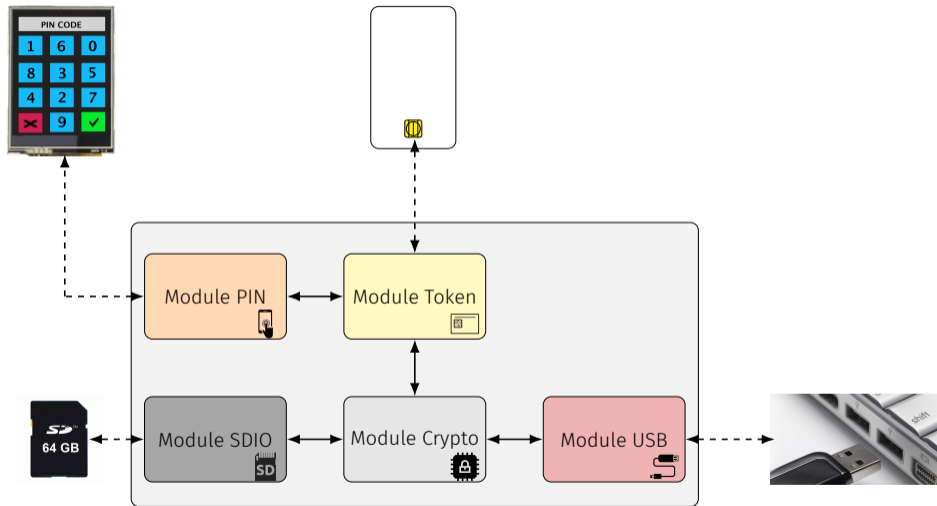 PIN CODE
1 6 0
8 3 5
4 2 7
9
Module PIN
Module Token
Module SDIO
SD
Module Crypto
Module USB
SD
64 GB
shift